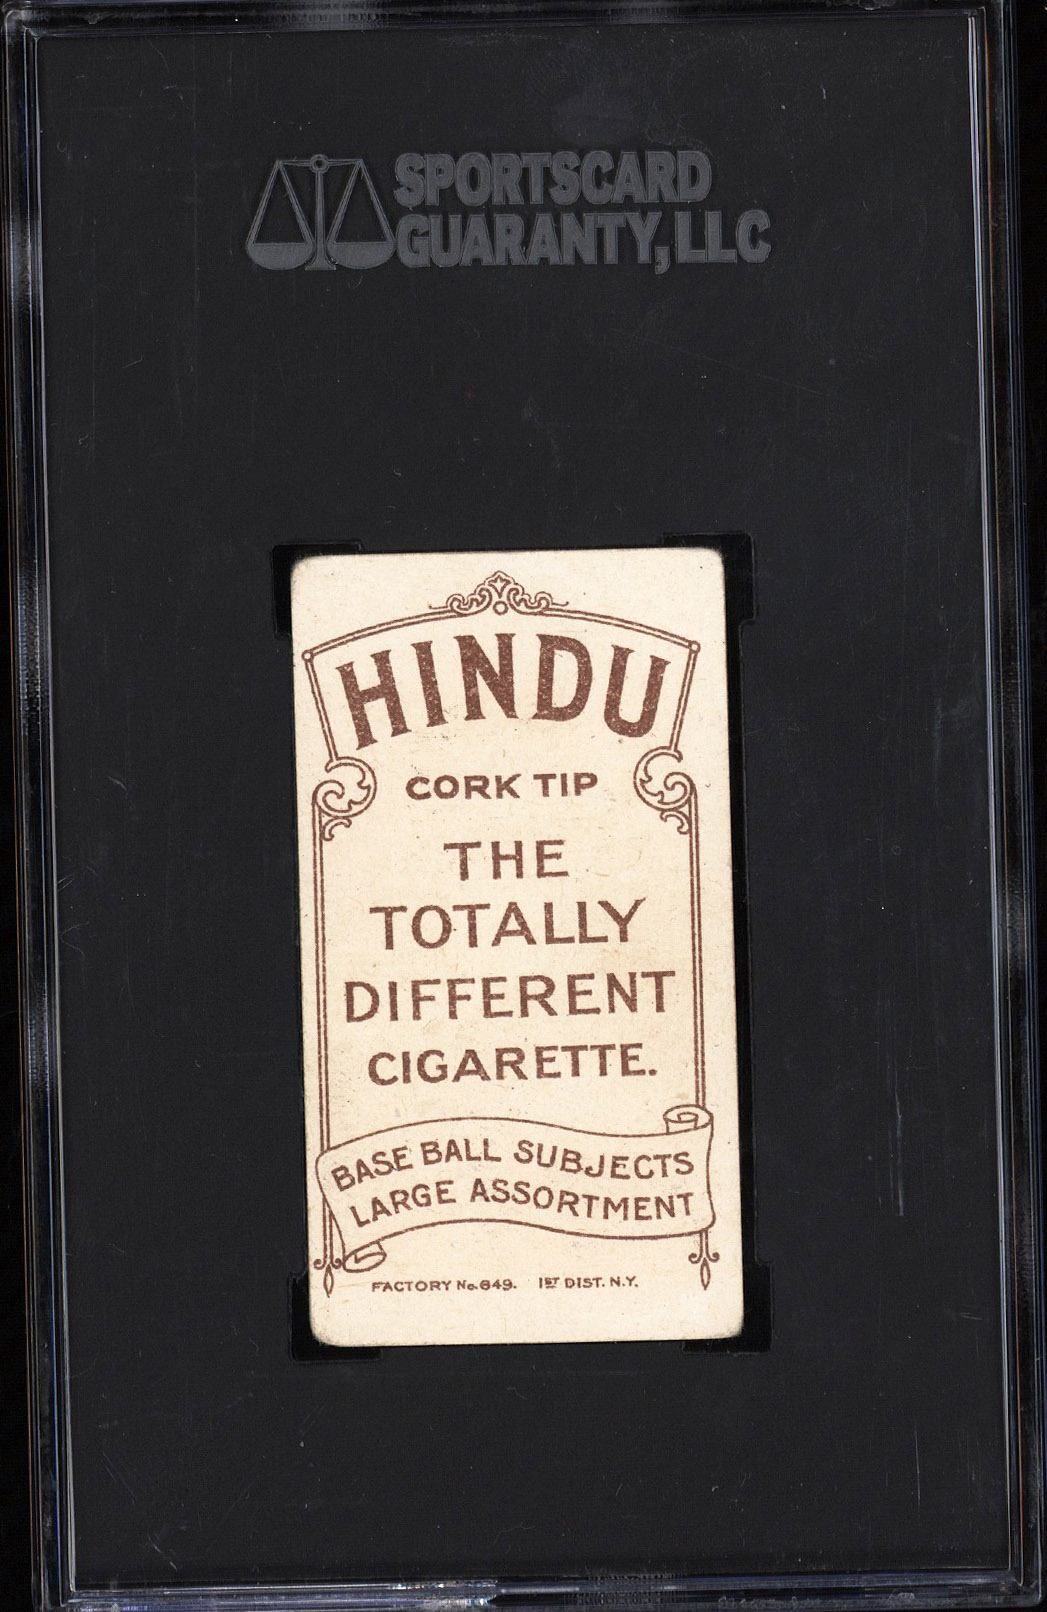 SPORTSCARD
GUARANTY, LLC
HINDU
CORK TIP
THE
TOTALLY
DIFFERENT
CIGARETTE.
BASE BALL SUBJECTS
LARGE ASSORTMENT
FACTORY No. 649. 1ST DIST. N.Y.